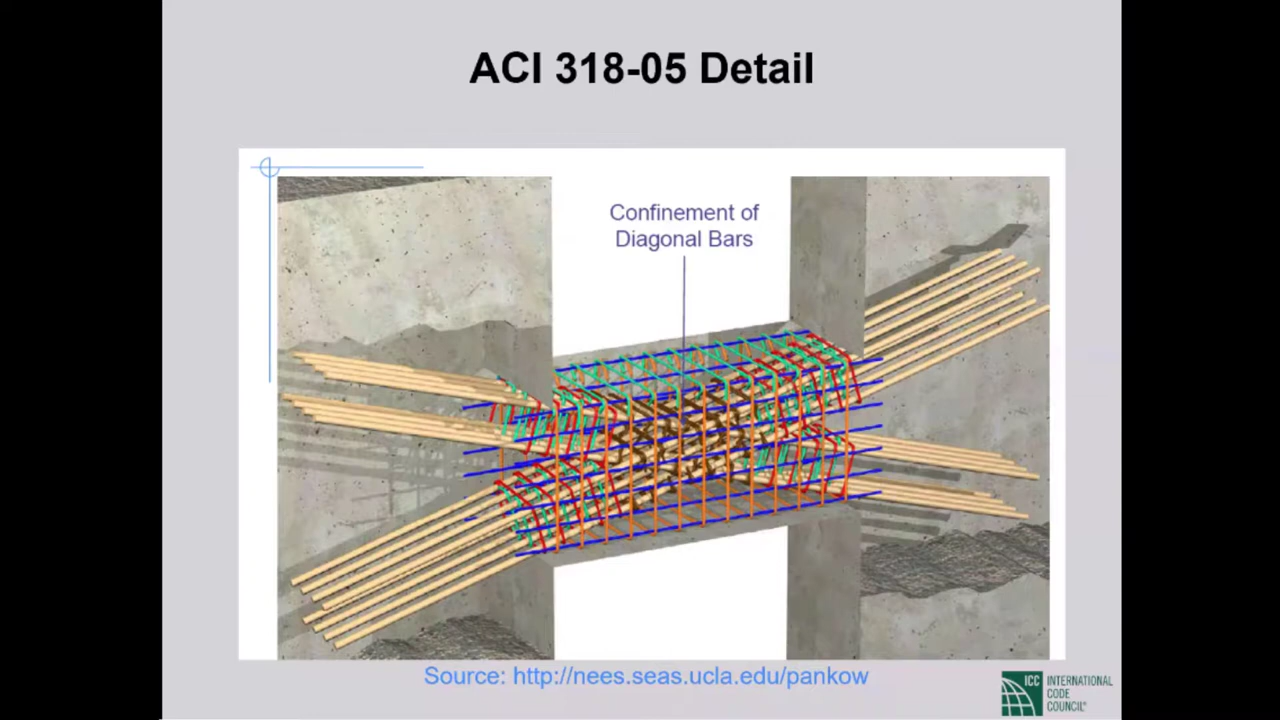 ACI 318-05 Detail
Confinement of
Diagonal Bars
Source: http://nees.seas.ucla.edu/pankow
ICC
INTERNATIONAL
CODE
COUNCIL®